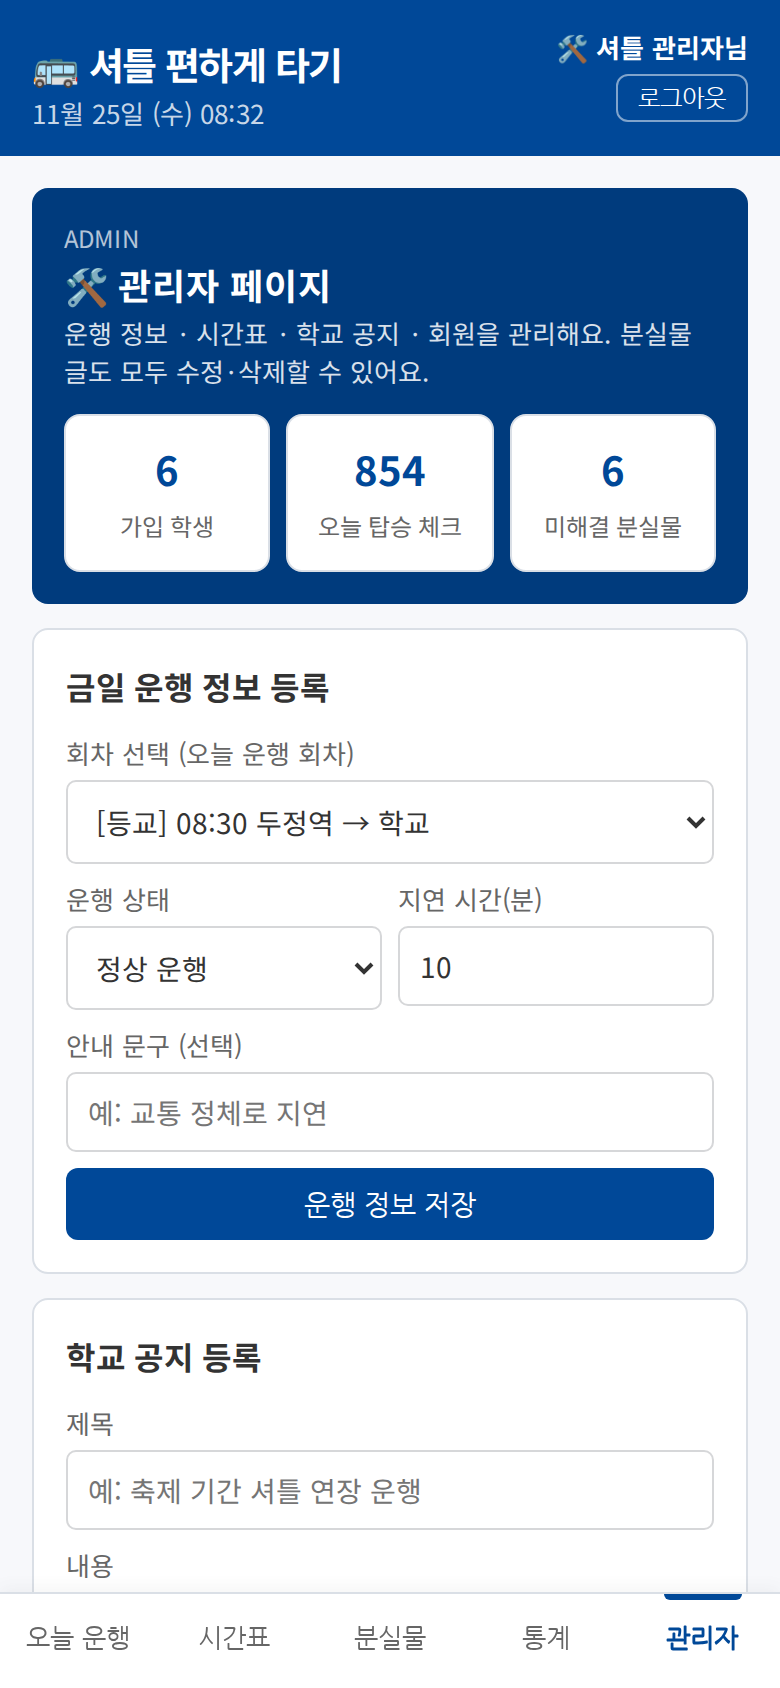 셔틀 편하게 타기
11월 25일 (수) 08:32
셔틀 관리자님
로그아웃
ADMIN
관리자 페이지
운행 정보 · 시간표 · 학교 공지 · 회원을 관리해요. 분실물
글도 모두 수정·삭제할 수 있어요.
6
가입 학생
854
오늘 탑승 체크
6
미해결 분실물
금일 운행 정보 등록
회차 선택 (오늘 운행 회차)
[등교] 08:30 두정역 → 학교
운행 상태
지연 시간(분)
정상 운행
10
안내 문구 (선택)
예: 교통 정체로 지연
운행 정보 저장
학교 공지 등록
제목
예: 축제 기간 셔틀 연장 운행
내용
오늘 운행
시간표
분실물
통계
관리자